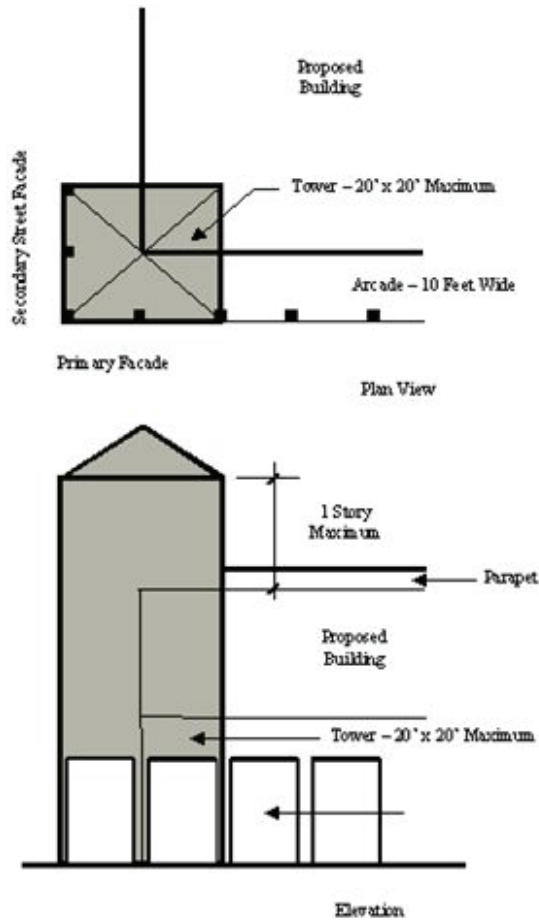 Proposed
Building
Secondary Street Facade
Tower – 20' x 20' Maximum
Arcade – 10 Feet Wide
Primary Facade
Plan View
1 Story
Maximum
Parapet
Proposed
Building
Tower – 20' x 20' Maximum
Elevation